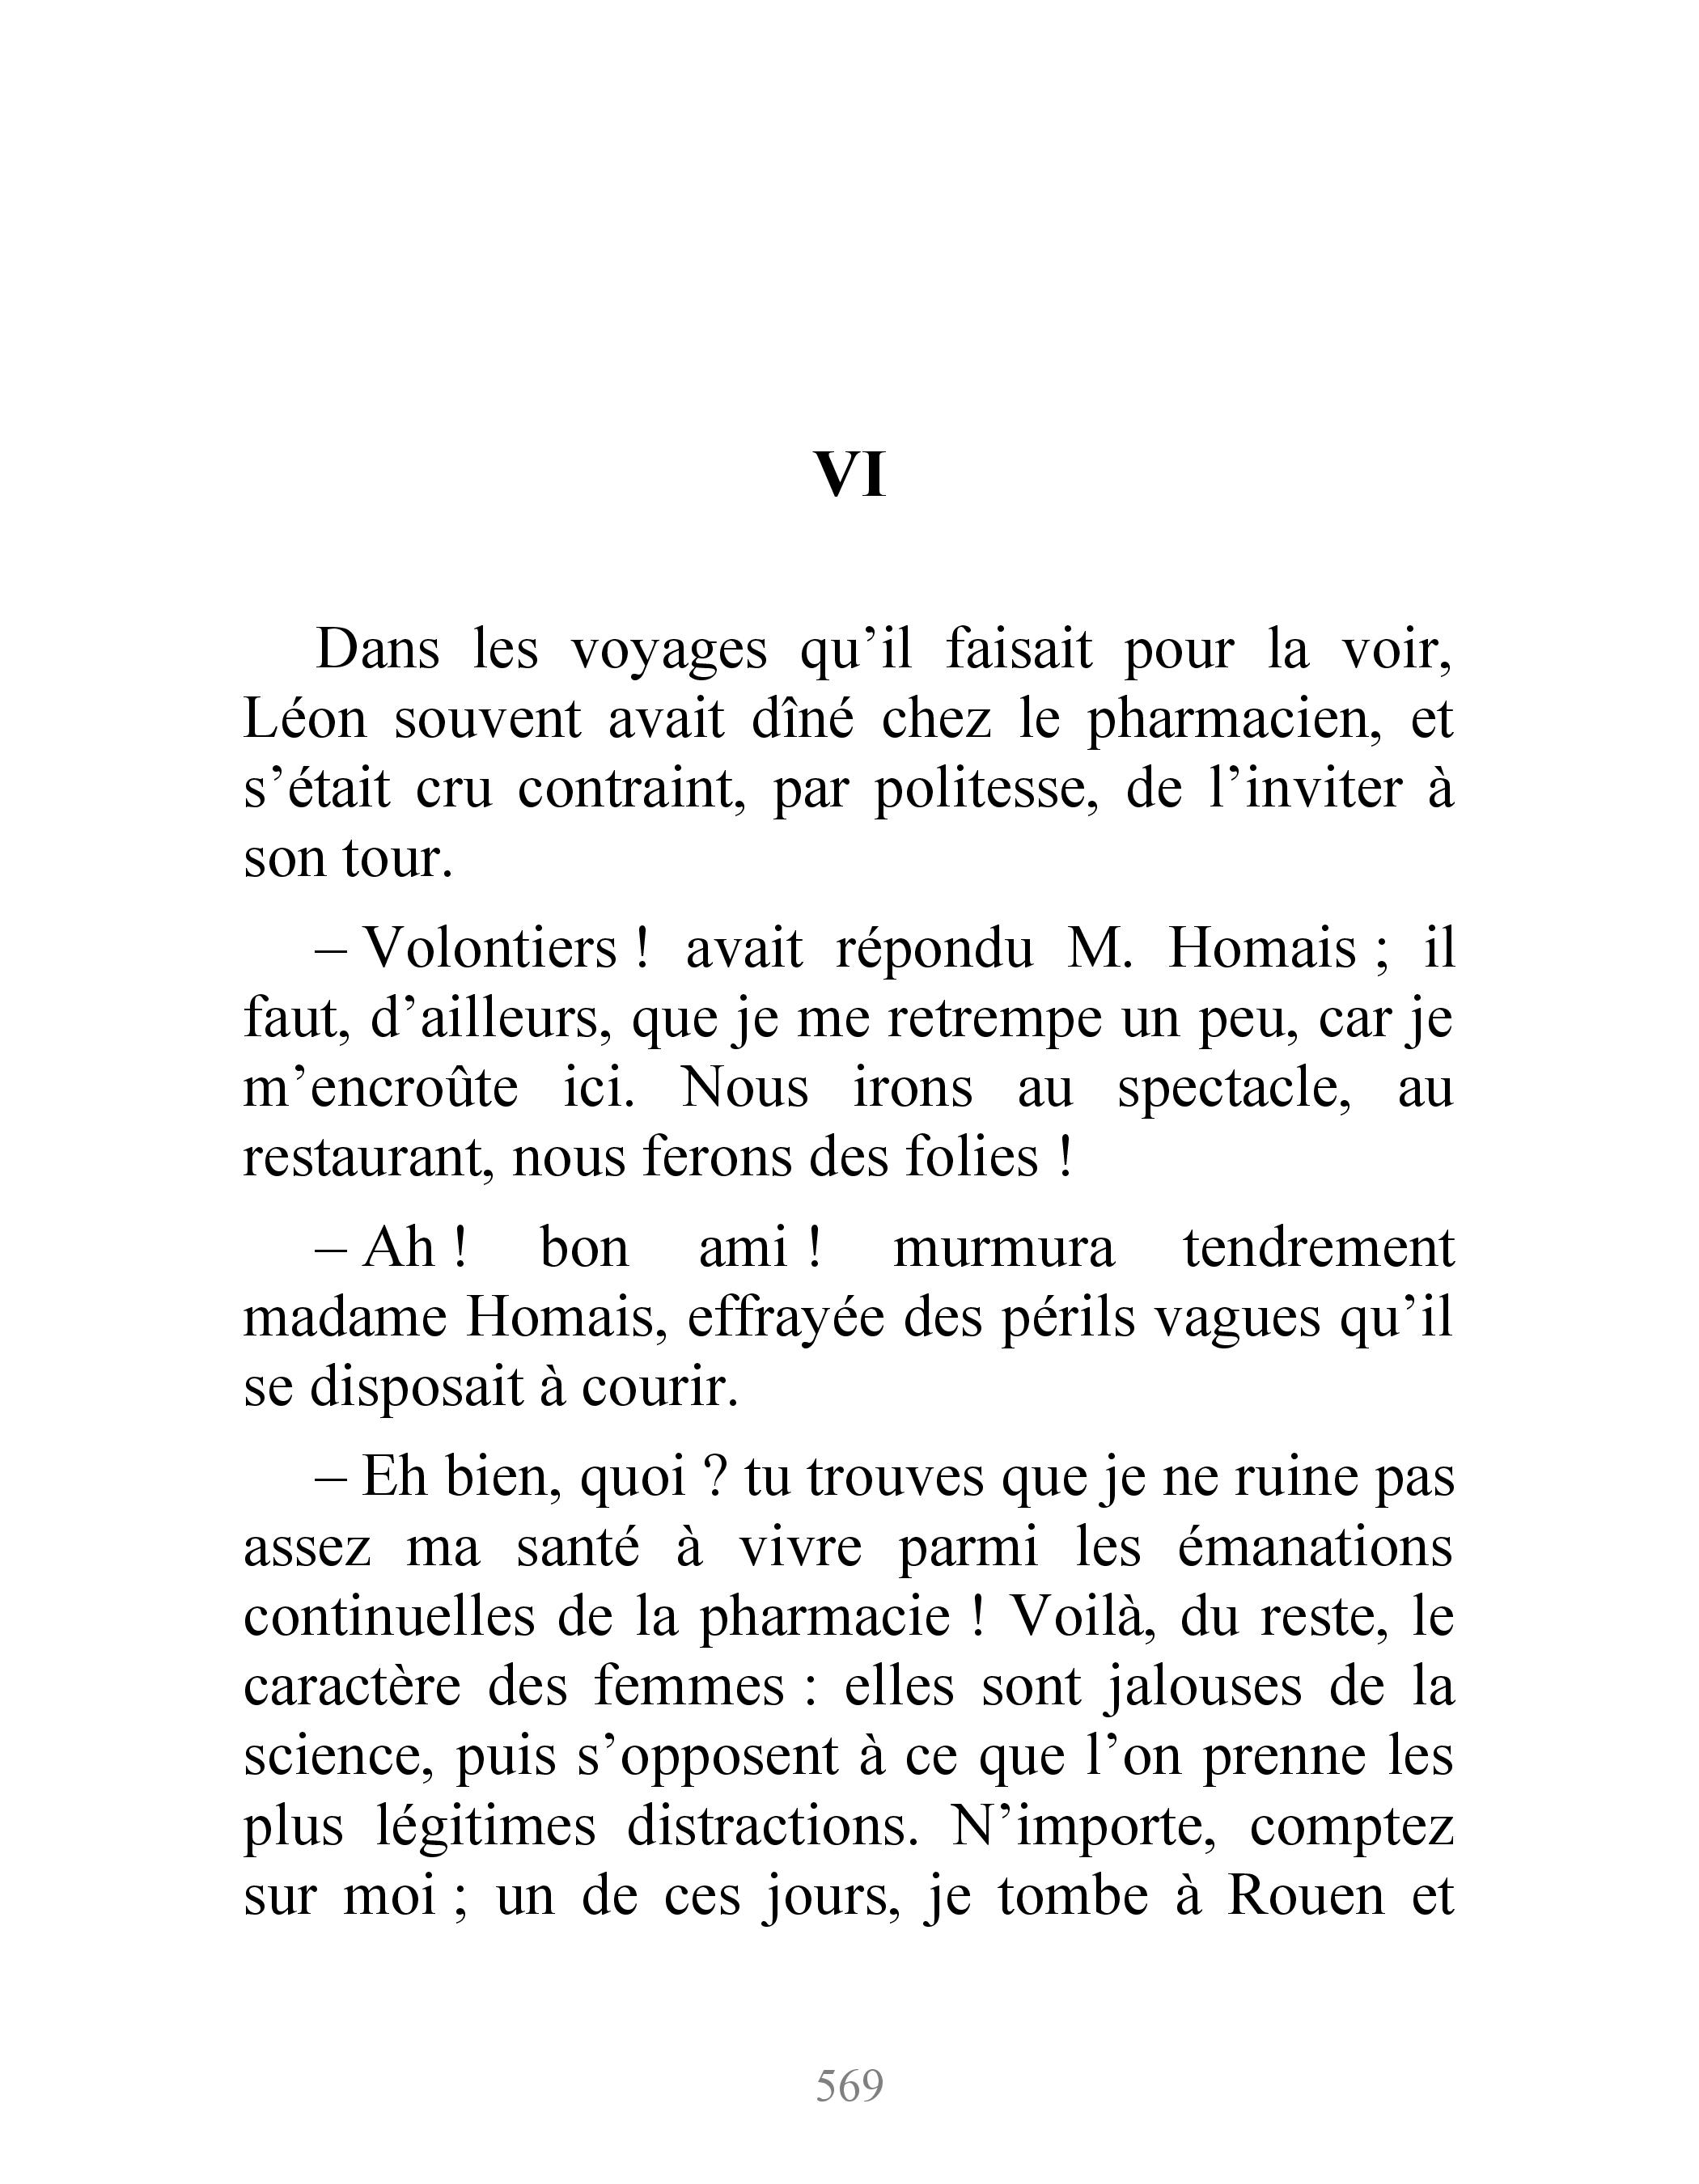 VI
Dans les voyages qu’il faisait pour la voir,
Léon souvent avait dîné chez le pharmacien, et
s’était cru contraint, par politesse, de l’inviter à
son tour.
– Volontiers ! avait répondu M. Homais ; il
faut, d’ailleurs, que je me retrempe un peu, car je
m’encroûte ici. Nous irons au spectacle, au
restaurant, nous ferons des folies !
– Ah ! bon ami ! murmura tendrement
madame Homais, effrayée des périls vagues qu’il
se disposait à courir.
– Eh bien, quoi ? tu trouves que je ne ruine pas
assez ma santé à vivre parmi les émanations
continuelles de la pharmacie ! Voilà, du reste, le
caractère des femmes : elles sont jalouses de la
science, puis s’opposent à ce que l’on prenne les
plus légitimes distractions. N’importe, comptez
sur moi ; un de ces jours, je tombe à Rouen et
569